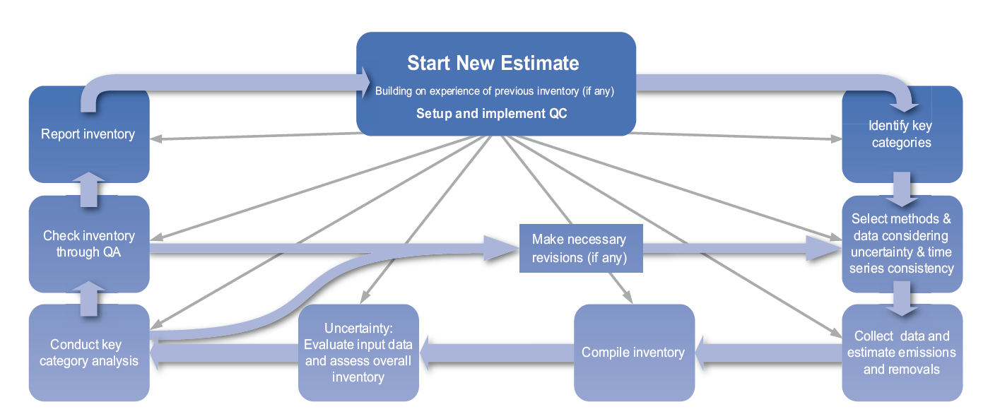 Start New Estimate
Building on experience of previous inventory (if any)
Setup and implement QC
Report inventory
Identify key
categories
Check inventory
through QA
Make necessary
revisions (if any)
Select methods &
data considering
uncertainty & time
series consistency
Conduct key
category analysis
Uncertainty:
Evaluate input data
and assess overall
inventory
Compile inventory
Collect data and
estimate emissions
and removals